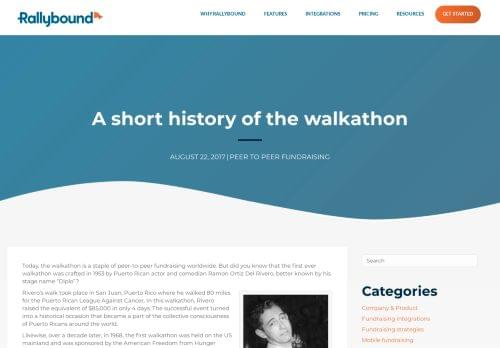 Rallybound
WHY RALLYBOUND FEATURES INTEGRATIONS PRICING RESOURCES GET STARTED
A short history of the walkathon
AUGUST 22, 2017 | PEER TO PEER FUNDRAISING
Today, the walkathon is a staple of peer-to-peer fundraising worldwide. But did you know that the first ever
walkathon was crafted in 1953 by Puerto Rican actor and comedian Ramon Ortiz Del Rivero, better known by his
stage name “Diplo”?
Rivero’s walk took place in San Juan, Puerto Rico where he walked 80 miles
for the Puerto Rican League Against Cancer. In this walkathon, Rivero
raised the equivalent of $85,000 in only 4 days. The successful event turned
into a historical occasion that became a part of the collective consciousness
of Puerto Ricans around the world.
Likewise, over a decade later, in 1968, the first walkathon was held on the US
mainland and was sponsored by the American Freedom from Hunger
Search
Categories
Company & Product
Fundraising integrations
Fundraising strategies
Mobile fundraising